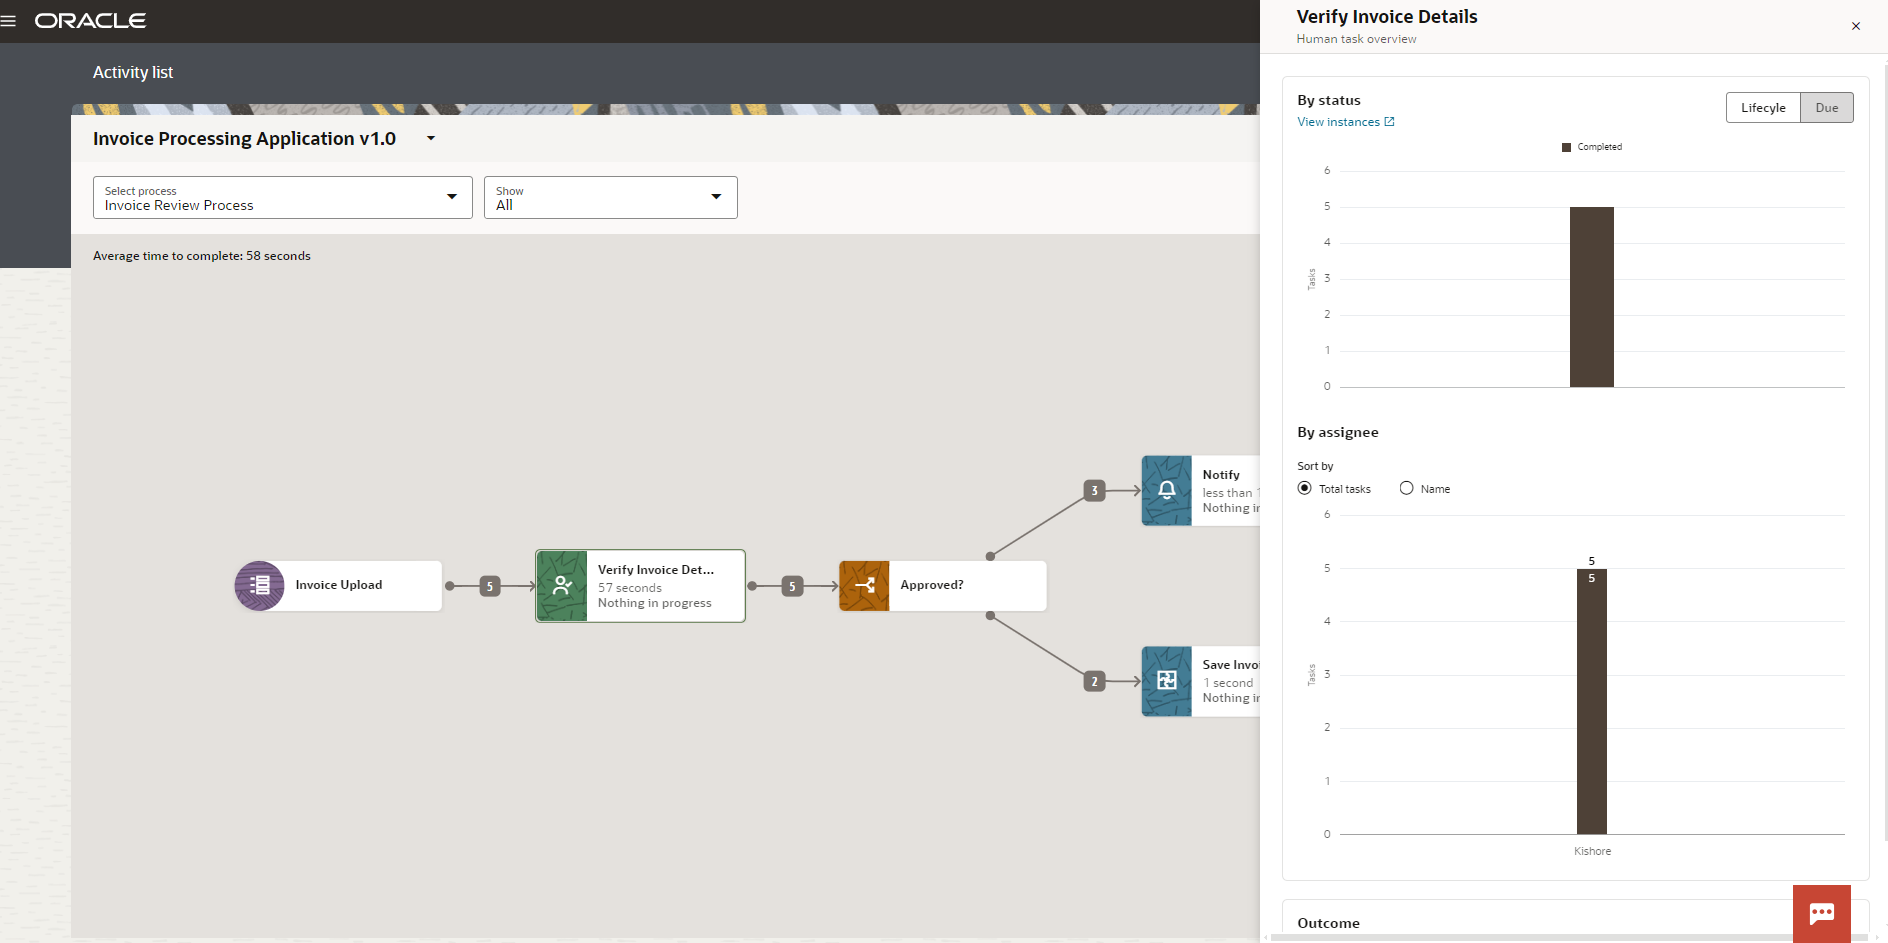 ORACLE
Activity list
Invoice Processing Application v1.0
Select process
Invoice Review Process
Show
All
Average time to complete: 58 seconds
Invoice Upload
5
Verify Invoice Det...
57 seconds
Nothing in progress
5
Approved?
3
Notify
less than
Nothing
2
Save
1 second
Nothing
Verify Invoice Details
Human task overview
By status
View instances
Lifecyle
Due
Completed
6
5
4
3
2
1
0
Tasks
By assignee
Sort by
Total tasks
Name
6
5
4
3
2
1
0
Tasks
5
5
Kishore
Outcome